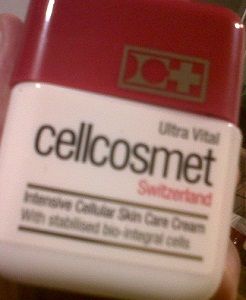 Ultra Vital
cellcosmet
Switzerland
Intensive Cellular Skin Care Cream
With stabilised bio-integral cells